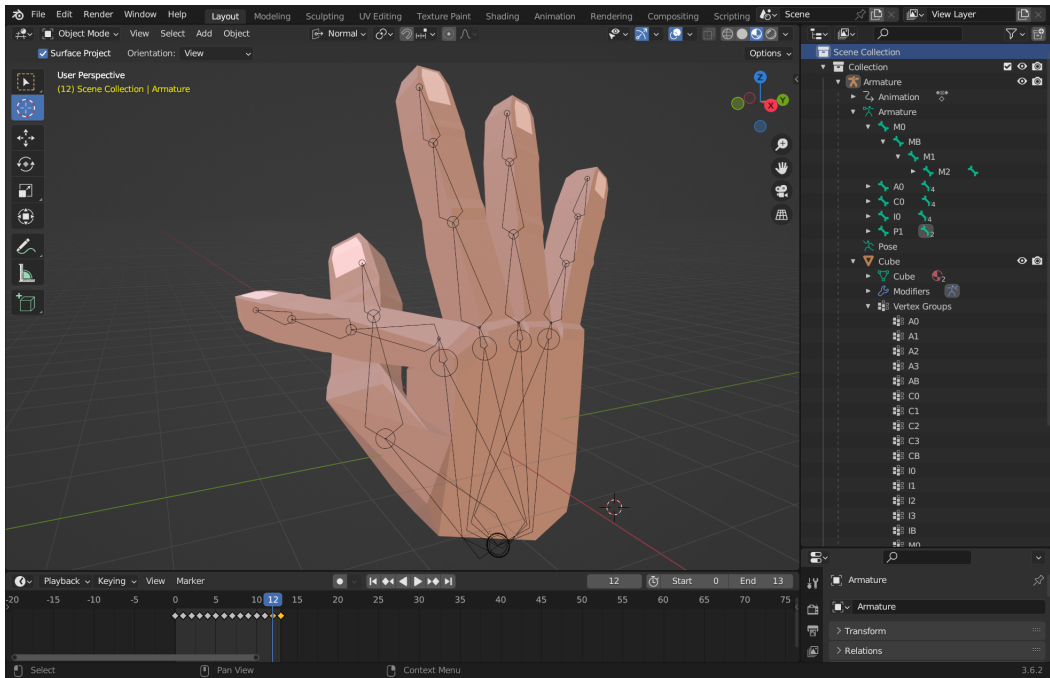 File Edit Render Window Help Layout Modeling Sculpting UV Editing Texture Paint Shading Animation Rendering Compositing Scripting Scene View Layer
Object Mode View Select Add Object Normal
Surface Project Orientation: View Options
User Perspective
(12) Scene Collection | Armature
Z
Y
X
Scene Collection
Collection
Armature
Animation
Armature
M0
MB
M1
M2
A0 4
C0 4
I0 4
P1 2
Pose
Cube
Cube 2
Modifiers
Vertex Groups
A0
A1
A2
A3
AB
C0
C1
C2
C3
CB
I0
I1
I2
I3
IB
M0
Playback Keying View Marker 12 Start 0 End 13
-20 -15 -10 -5 0 5 10 12 15 20 25 30 35 40 45 50 55 60 65 70 75
Armature
Armature
Transform
Relations
Select Pan View Context Menu 3.6.2